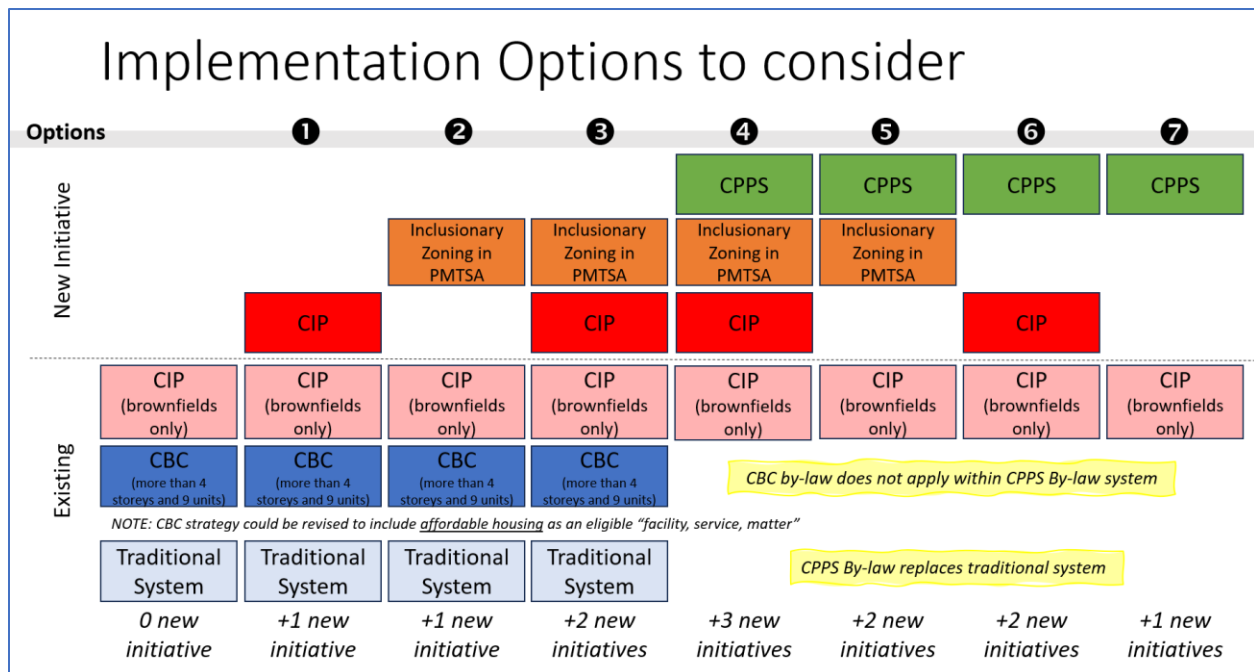 Implementation Options to consider
Options
❶
❷
❸
❹
❺
❻
❼
New Initiative
CPPS
CPPS
CPPS
CPPS
Inclusionary
Zoning in
PMTSA
Inclusionary
Zoning in
PMTSA
Inclusionary
Zoning in
PMTSA
Inclusionary
Zoning in
PMTSA
CIP
CIP
CIP
CIP
Existing
CIP
(brownfields
only)
CIP
(brownfields
only)
CIP
(brownfields
only)
CIP
(brownfields
only)
CIP
(brownfields
only)
CIP
(brownfields
only)
CIP
(brownfields
only)
CIP
(brownfields
only)
CBC
(more than 4
storeys and 9 units)
CBC
(more than 4
storeys and 9 units)
CBC
(more than 4
storeys and 9 units)
CBC
(more than 4
storeys and 9 units)
CBC by-law does not apply within CPPS By-law system
NOTE: CBC strategy could be revised to include affordable housing as an eligible “facility, service, matter”
Traditional
System
Traditional
System
Traditional
System
Traditional
System
CPPS By-law replaces traditional system
0 new
initiative
+1 new
initiative
+1 new
initiative
+2 new
initiatives
+3 new
initiatives
+2 new
initiatives
+2 new
initiatives
+1 new
initiative